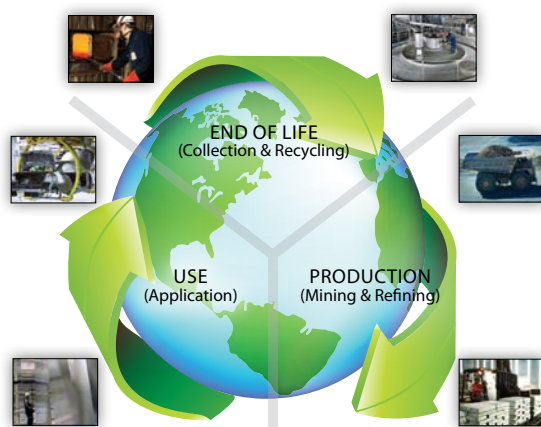 END OF LIFE
(Collection & Recycling)
USE
(Application)
PRODUCTION
(Mining & Refining)